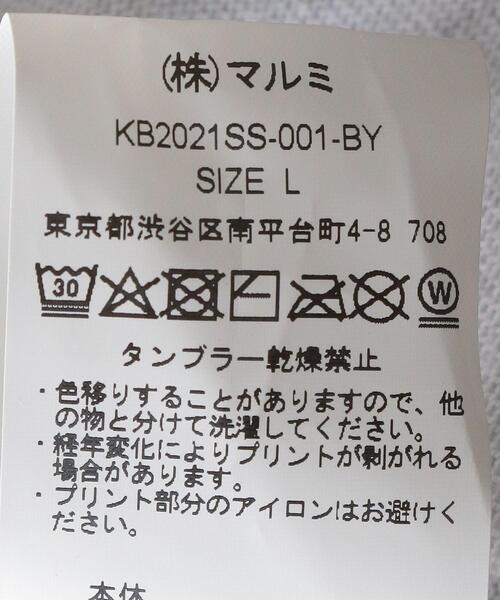 (株)マルミ
KB2021SS-001-BY
SIZE L
東京都渋谷区南平台町4-8 708
30 W
タンブラー乾燥禁止
・色移りすることがありますので、他
の物と分けて洗濯してください。
・経年変化によりプリントが剥がれる
場合があります。
・プリント部分のアイロンはお避けく
ださい。
本体